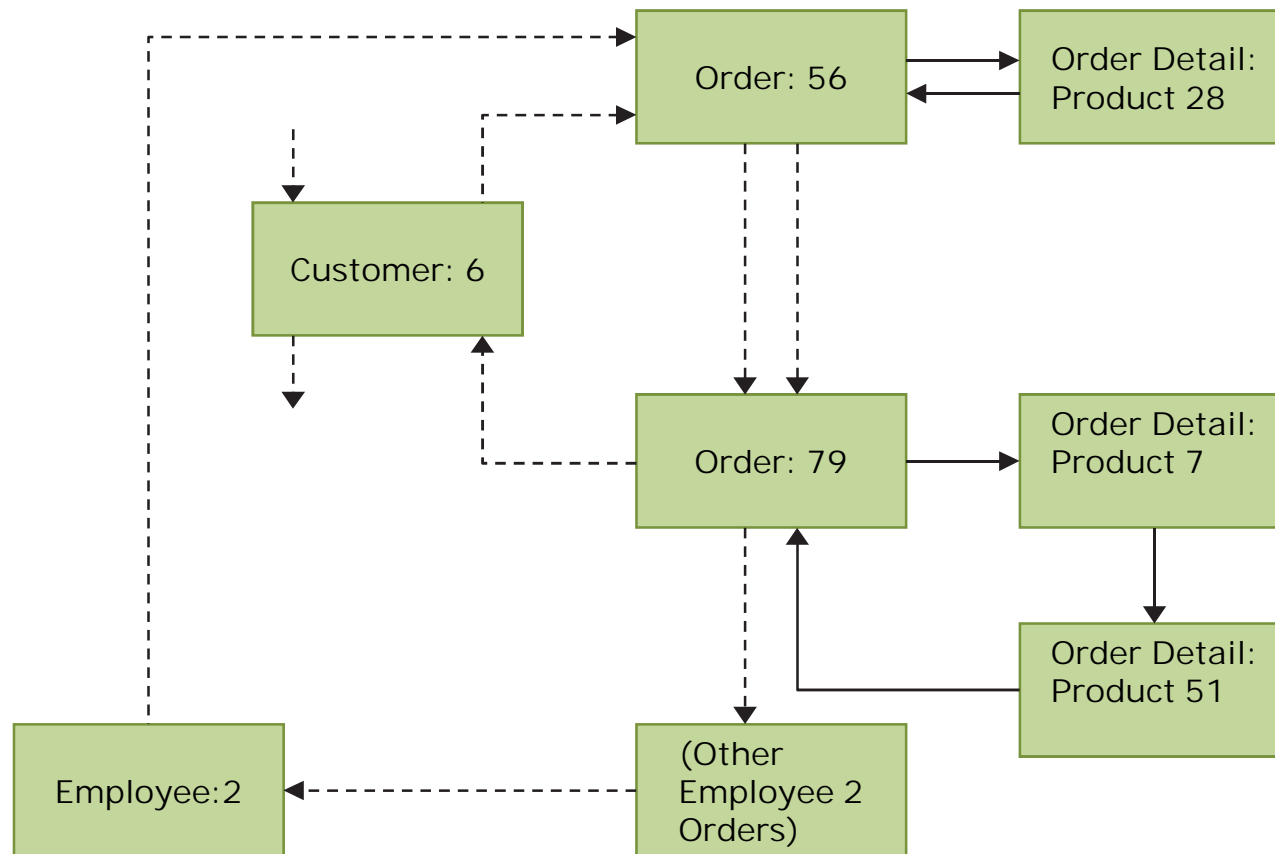 Order: 56
Order Detail:
Product 28
Customer: 6
Order: 79
Order Detail:
Product 7
Order Detail:
Product 51
Employee:2
(Other
Employee 2
Orders)